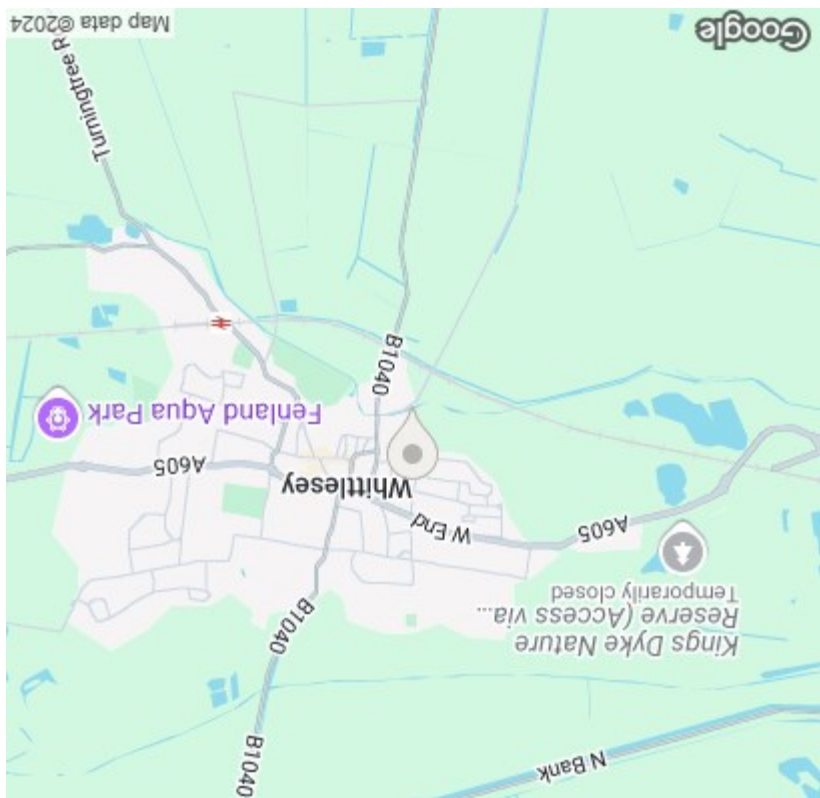 N Bank
B1040
Kings Dyke Nature
Reserve (Access via...
Temporarily closed
B1040
A605
W End
Whittlesey
A605
Fenland Aqua Park
B1040
Turningtree R
Google
Map data ©2024